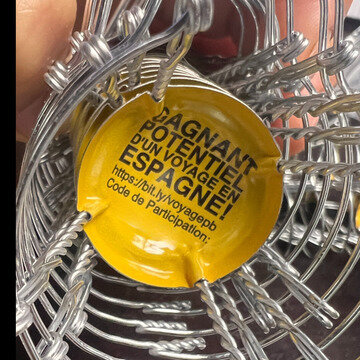 GAGNANT
POTENTIEL
D'UN VOYAGE EN
ESPAGNE!
https://bit.ly/voyagepb
Code de Participation: